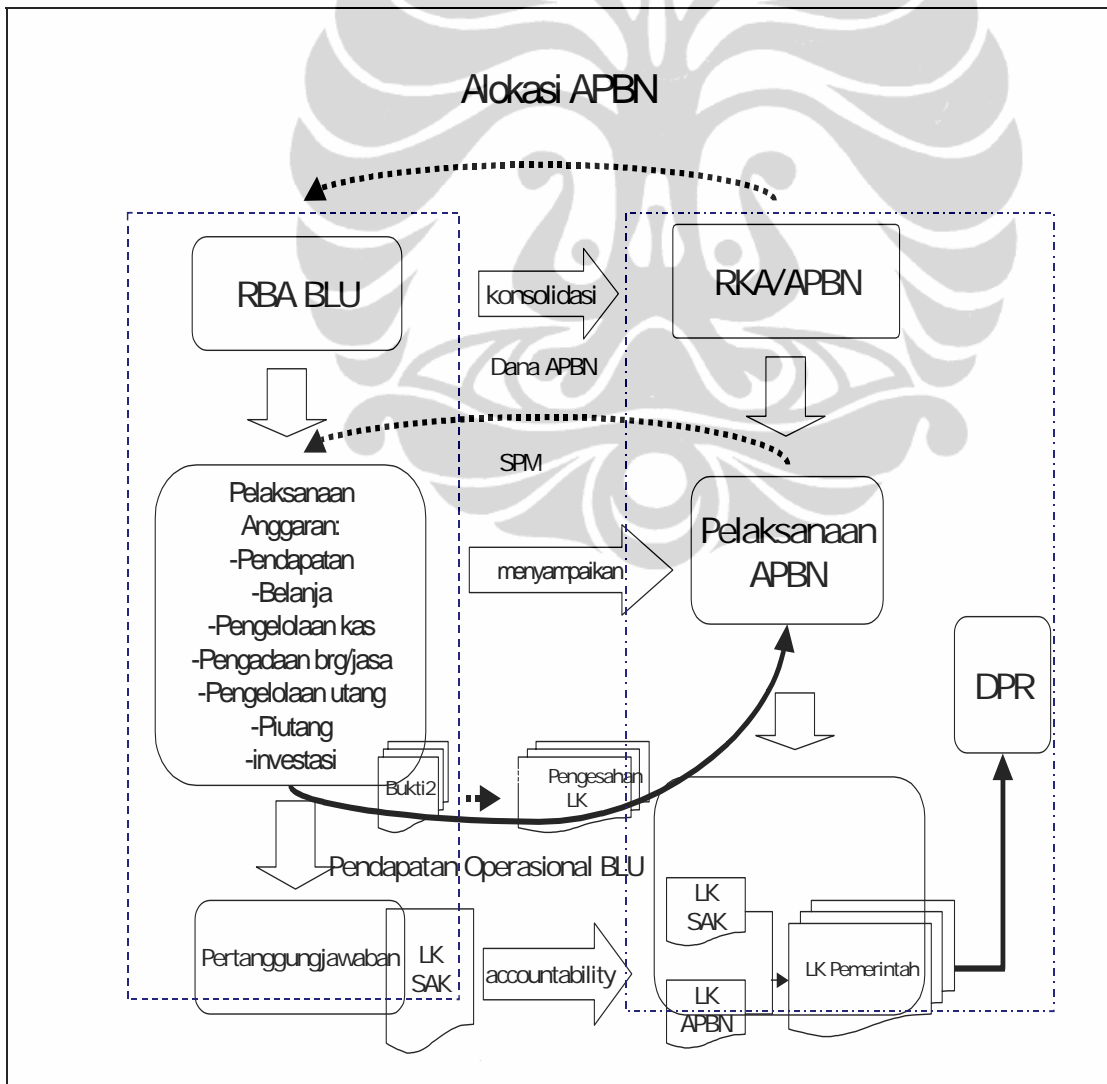 Alokasi APBN
RBA BLU
konsolidasi
RKA/APBN
Dana APBN
SPM
Pelaksanaan
Anggaran:
-Pendapatan
-Belanja
-Pengelolaan kas
-Pengadaan brg/jasa
-Pengelolaan utang
-Piutang
-investasi
menyampaikan
Pelaksanaan
APBN
DPR
Bukti2
Pengesahan
LK
Pendapatan Operasional BLU
Pertanggungjawaban
LK
SAK
accountability
LK
SAK
LK Pemerintah
LK
APBN